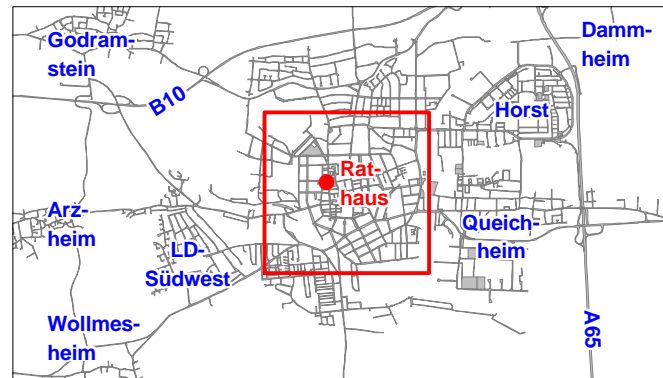 Godram-
stein
Damm-
heim
B10
Horst
Rat-
haus
Arz-
heim
Queich-
heim
LD-
Südwest
Wollmes-
heim
A65